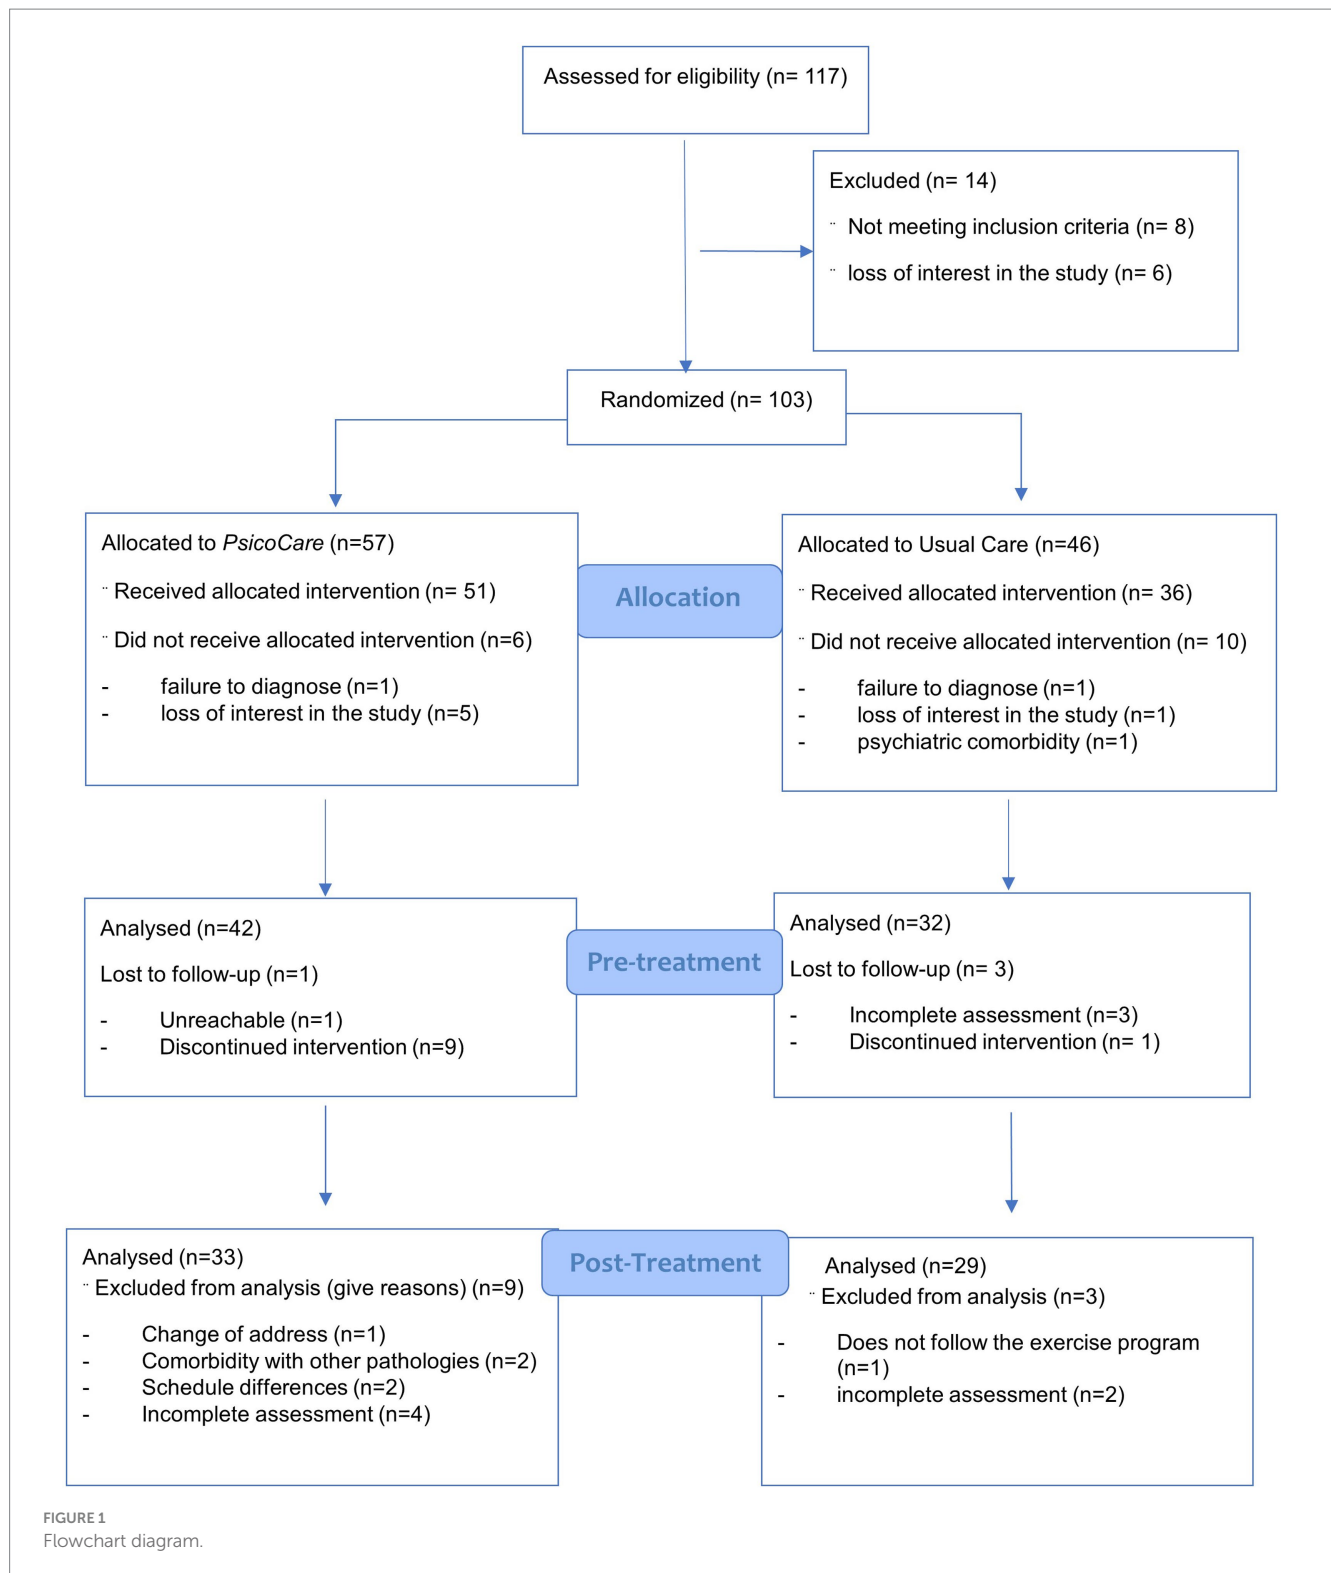 Assessed for eligibility (n= 117)
Excluded (n= 14)
¨ Not meeting inclusion criteria (n= 8)
¨ loss of interest in the study (n= 6)
Randomized (n= 103)
Allocated to PsicoCare (n=57)
¨ Received allocated intervention (n= 51)
¨ Did not receive allocated intervention (n=6)
- failure to diagnose (n=1)
- loss of interest in the study (n=5)
Allocation
Allocated to Usual Care (n=46)
¨ Received allocated intervention (n= 36)
¨ Did not receive allocated intervention (n= 10)
- failure to diagnose (n=1)
- loss of interest in the study (n=1)
- psychiatric comorbidity (n=1)
Analysed (n=42)
Lost to follow-up (n=1)
- Unreachable (n=1)
- Discontinued intervention (n=9)
Pre-treatment
Analysed (n=32)
Lost to follow-up (n= 3)
- Incomplete assessment (n=3)
- Discontinued intervention (n= 1)
Analysed (n=33)
¨ Excluded from analysis (give reasons) (n=9)
- Change of address (n=1)
- Comorbidity with other pathologies (n=2)
- Schedule differences (n=2)
- Incomplete assessment (n=4)
Post-Treatment
Analysed (n=29)
¨ Excluded from analysis (n=3)
- Does not follow the exercise program
(n=1)
- incomplete assessment (n=2)
FIGURE 1
Flowchart diagram.